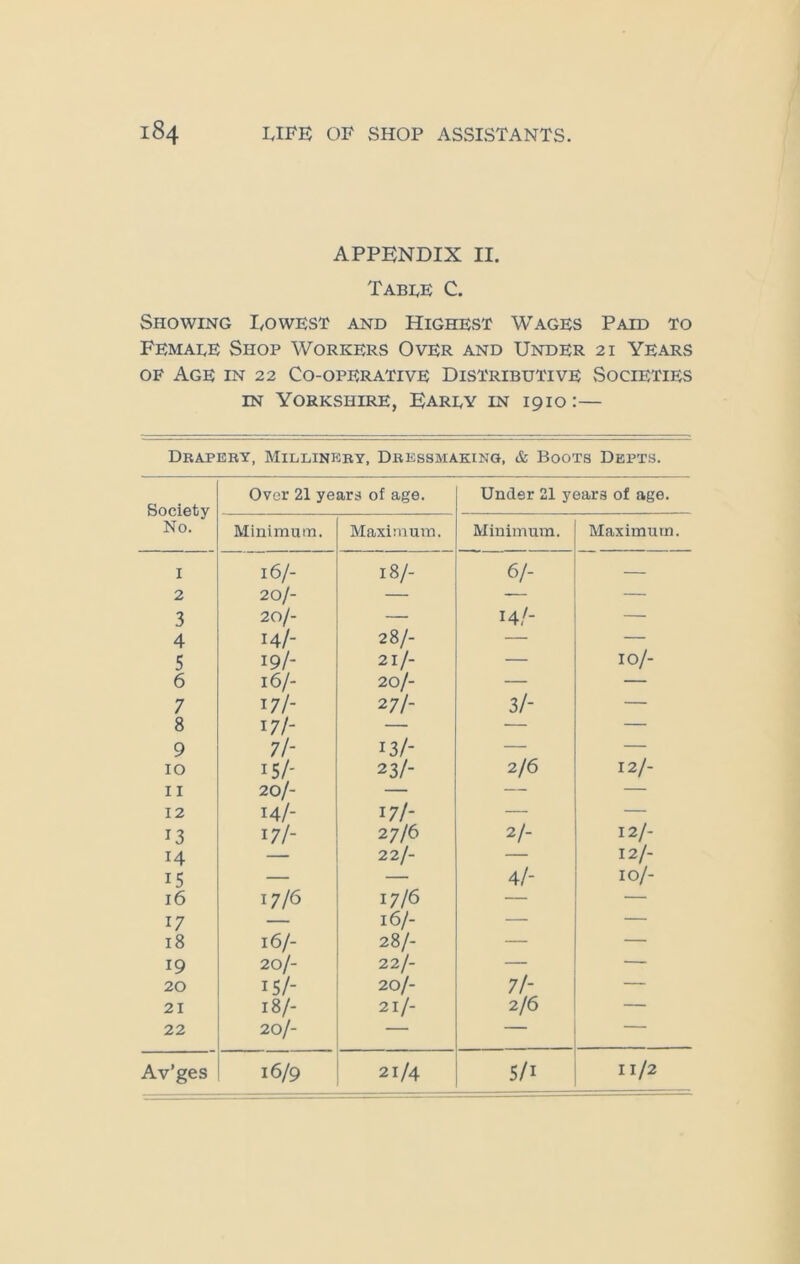 184 LIFE OF SHOP ASSISTANTS.
APPENDIX II.
TABLE C.
SHOWING LOWEST AND HIGHEST WAGES PAID TO
FEMALE SHOP WORKERS OVER AND UNDER 21 YEARS
OF AGE IN 22 CO-OPERATIVE DISTRIBUTIVE SOCIETIES
IN YORKSHIRE, EARLY IN 1910:—
DRAPERY, MILLINERY, DRESSMAKING, & BOOTS DEPTS.
Society No. Over 21 years of age. Under 21 years of age.
Minimum. Maximum. Minimum. Maximum.
1 16/- 18/- 6/- —
2 20/- — — —
3 20/- — 14/- —
4 14/- 28/- — —
5 19/- 21/- — 10/-
6 16/- 20/- — —
7 17/- 27/- 3/- —
8 17/- — — —
9 7/- 13/- — —
10 15/- 23/- 2/6 12/-
11 20/- — — —
12 14/- 17/- — —
13 17/- 27/6 2/- 12/-
14 — 22/- — 12/-
15 — — 4/- 10/-
16 17/6 17/6 — —
17 — 16/- — —
18 16/- 28/- — —
19 20/- 22/- — —
20 15/- 20/- 7/- —
21 18/- 21/- 2/6 —
22 20/- — — —
Av'ges 16/9 21/4 5/1 11/2